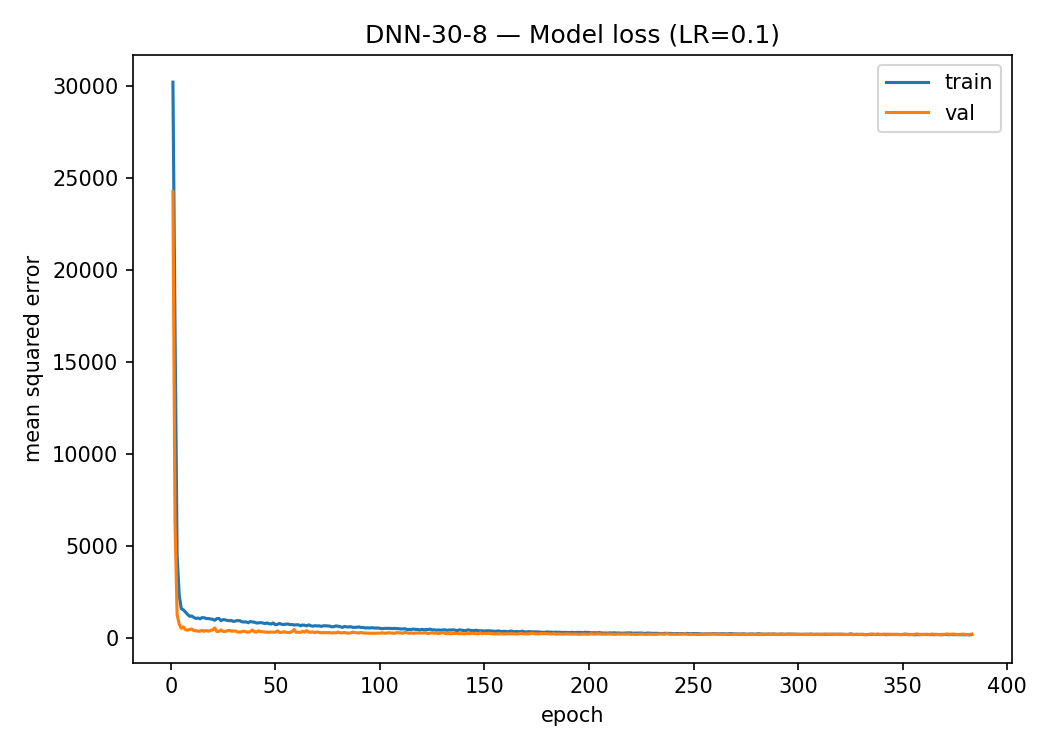 DNN-30-8 — Model loss (LR=0.1)
train
val
mean squared error
30000
25000
20000
15000
10000
5000
0
0 50 100 150 200 250 300 350 400
epoch